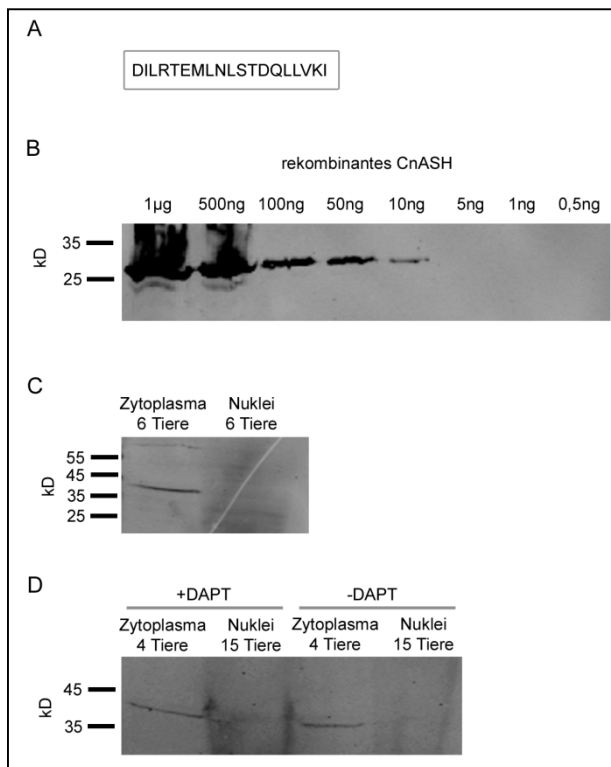 A
DILRTEMLNLSTDQLLVKI
B
rekombinantes CnASH
1µg 500ng 100ng 50ng 10ng 5ng 1ng 0,5ng
35
25
kD
C
Zytoplasma Nuklei
6 Tiere 6 Tiere
55
45
35
25
kD
D
+DAPT -DAPT
Zytoplasma Nuklei Zytoplasma Nuklei
4 Tiere 15 Tiere 4 Tiere 15 Tiere
45
35
kD